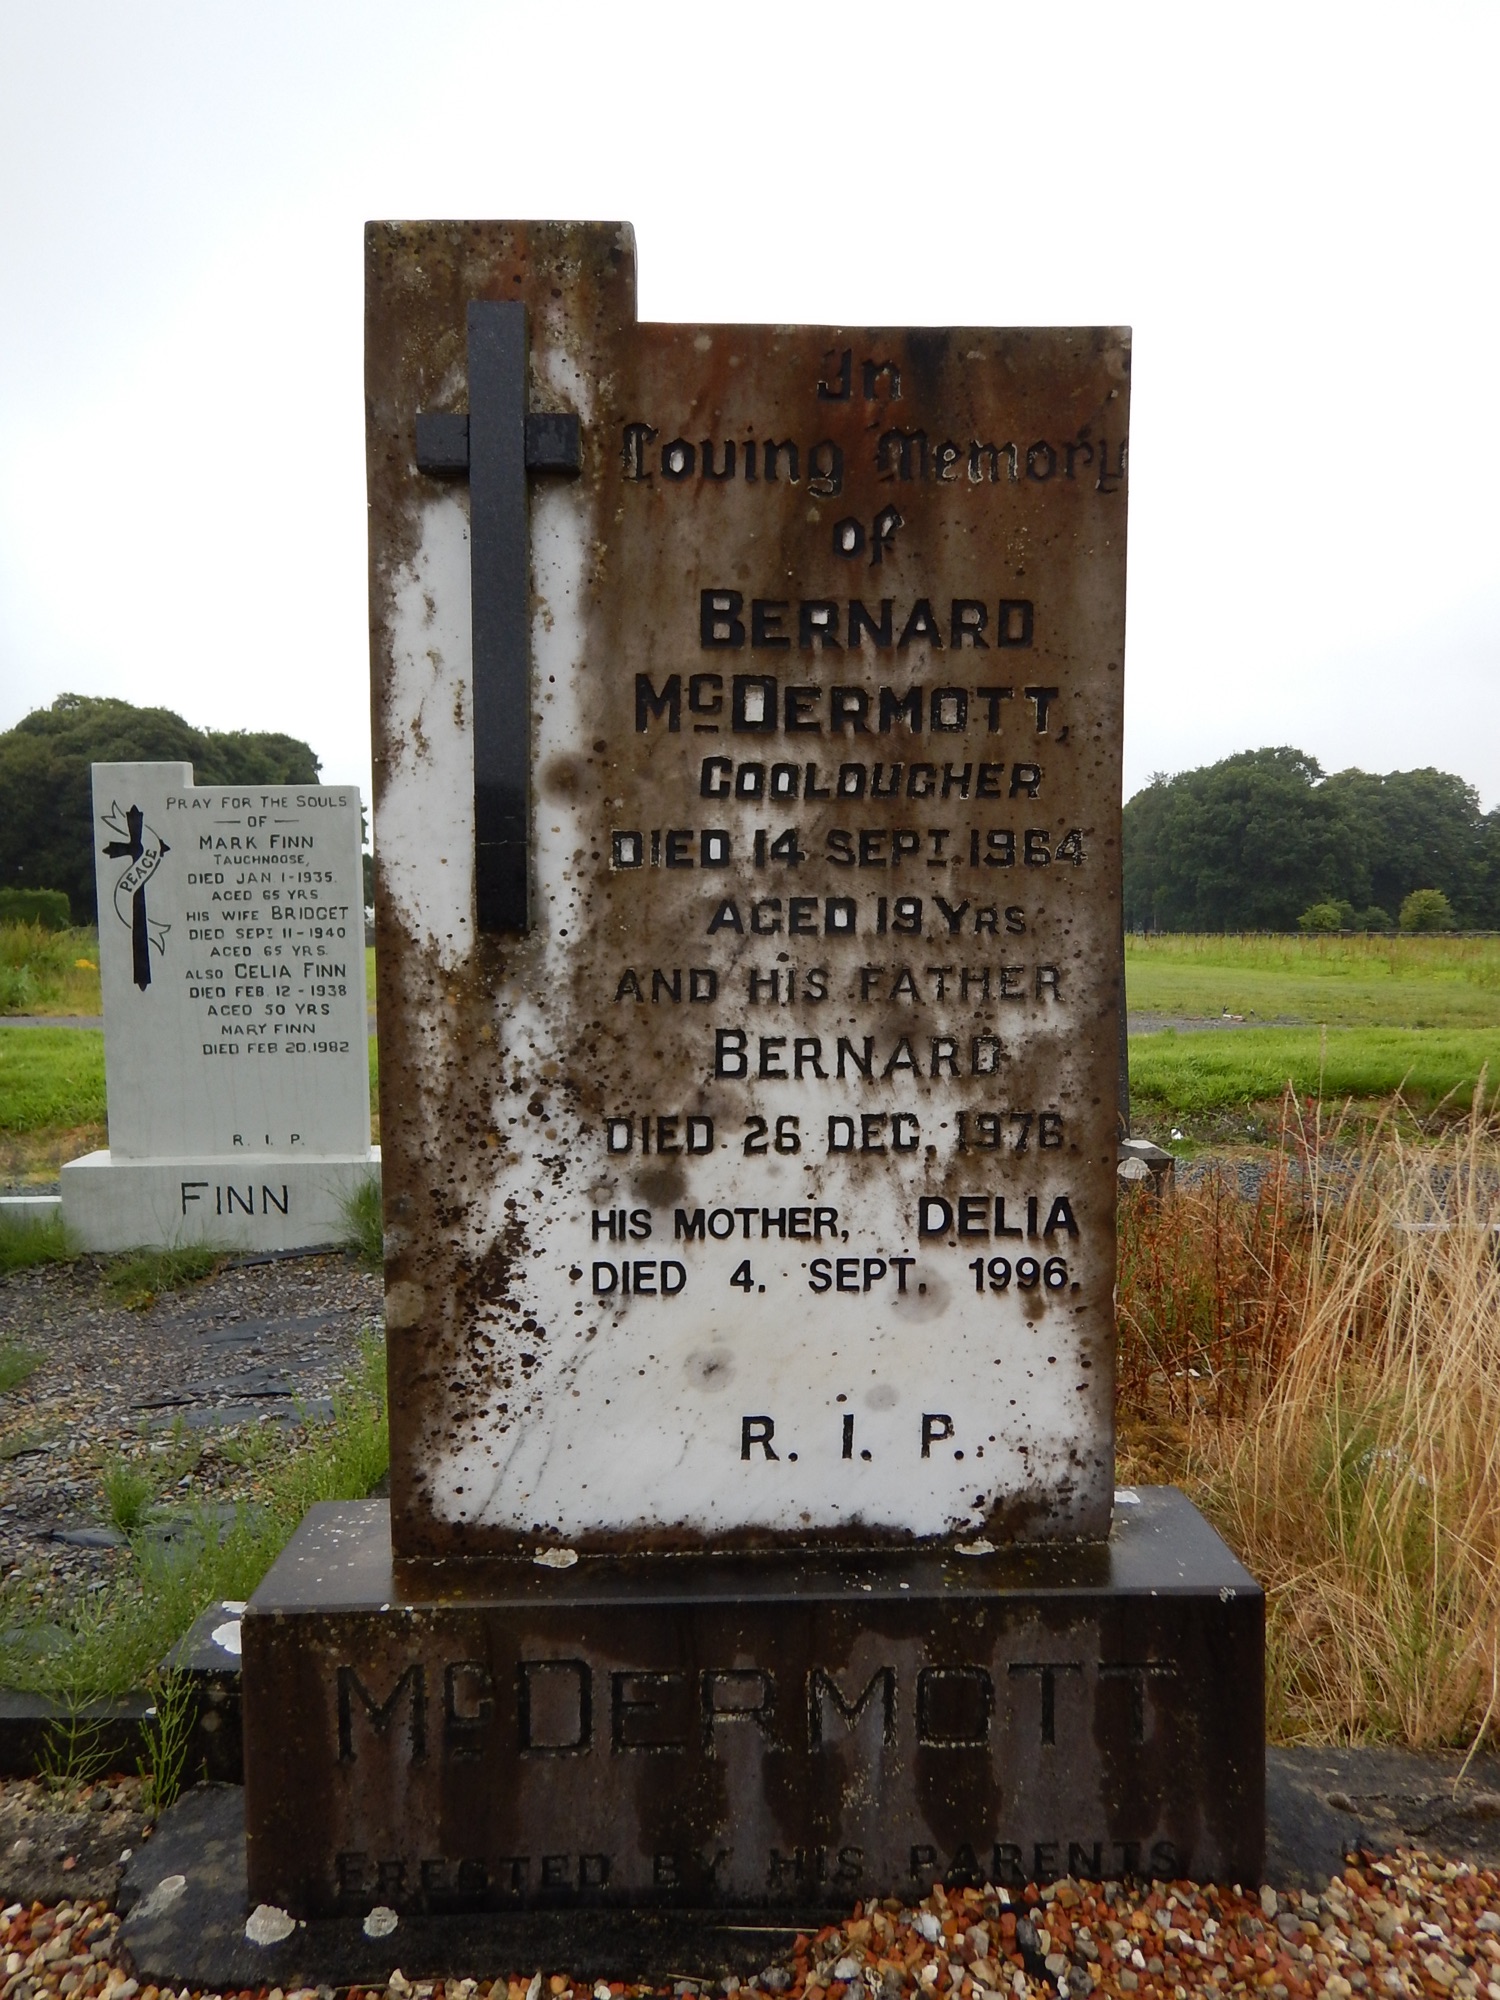 In
Loving Memory
of
BERNARD
McDERMOTT,
COOLOUGHER
DIED 14 SEPT. 1964
AGED 19 YRS
AND HIS FATHER
BERNARD
DIED 26 DEC. 1976.
HIS MOTHER, DELIA
DIED 4. SEPT. 1996.
R. I. P.
McDERMOTT
ERECTED BY HIS PARENTS
PRAY FOR THE SOULS
— OF —
MARK FINN
TAUGHNOOSE,
DIED JAN. 1 - 1935.
AGED 65 YRS.
HIS WIFE BRIDGET
DIED SEPT 11 - 1940
AGED 65 YRS.
ALSO CELIA FINN
DIED FEB. 12 - 1938
AGED 50 YRS
MARY FINN
DIED FEB 20, 1982
R. I. P.
PEACE
FINN